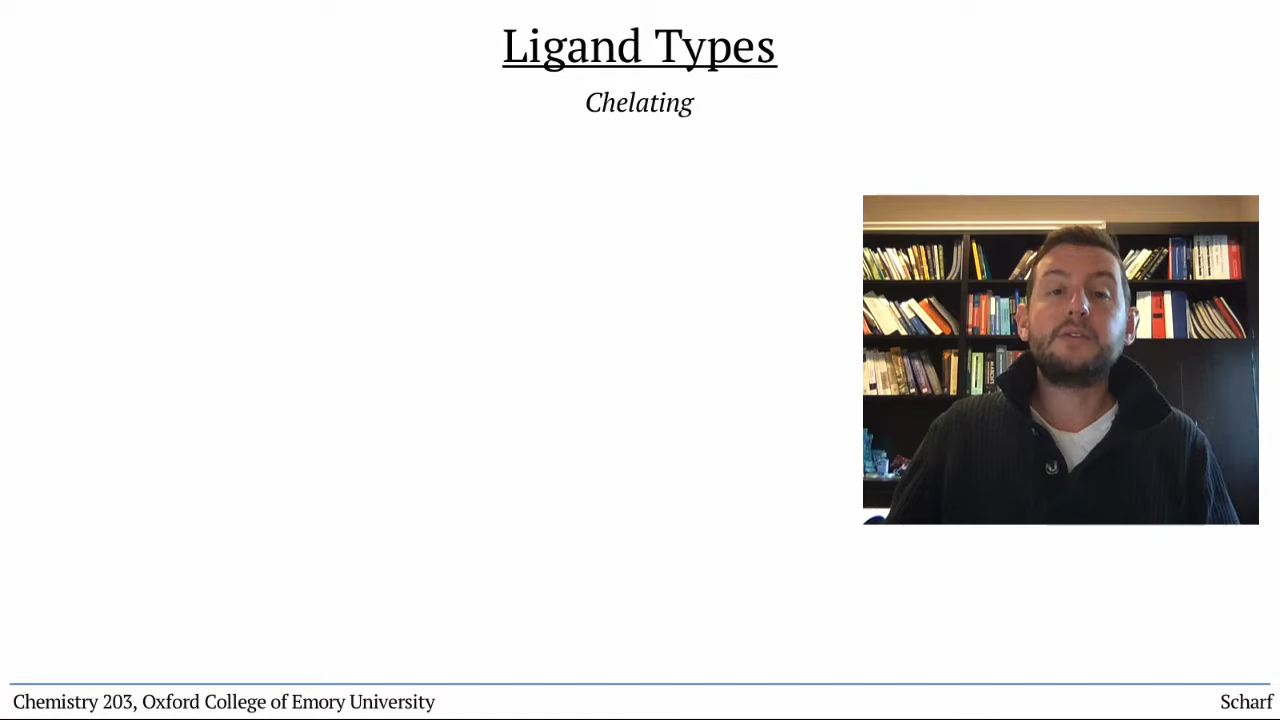 Ligand Types
Chelating
Chemistry 203, Oxford College of Emory University
Scharf